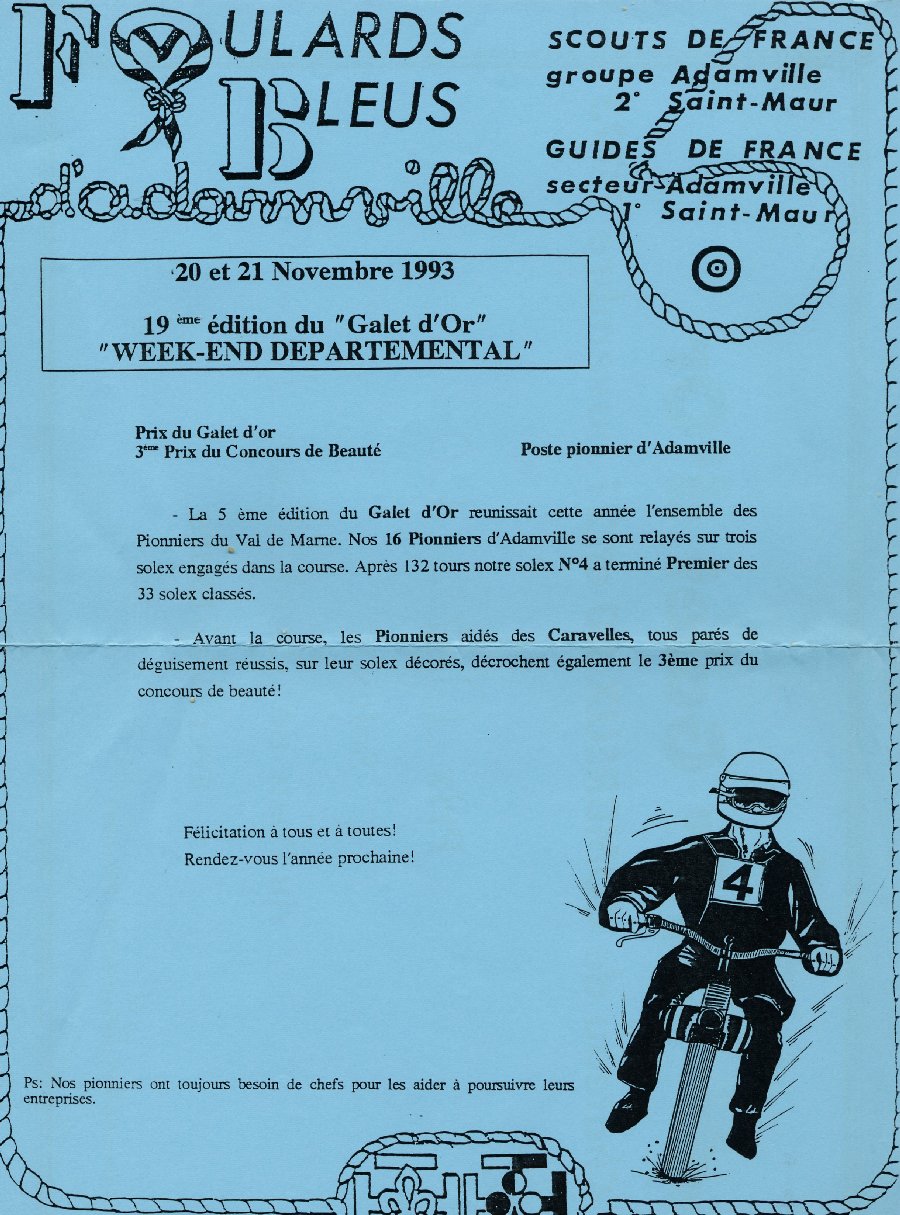 FOULARDS
BLEUS
d'adamville
SCOUTS DE FRANCE
groupe Adamville
2° Saint-Maur
GUIDES DE FRANCE
secteur Adamville
1° Saint-Maur
20 et 21 Novembre 1993
19 ème édition du "Galet d'Or"
"WEEK-END DEPARTEMENTAL"
Prix du Galet d'or
3ème Prix du Concours de Beauté
Poste pionnier d'Adamville
- La 5 ème édition du Galet d'Or reunissait cette année l'ensemble des
Pionniers du Val de Marne. Nos 16 Pionniers d'Adamville se sont relayés sur trois
solex engagés dans la course. Après 132 tours notre solex N°4 a terminé Premier des
33 solex classés.
- Avant la course, les Pionniers aidés des Caravelles, tous parés de
déguisement réussis, sur leur solex décorés, décrochent également le 3ème prix du
concours de beauté!
Félicitation à tous et à toutes!
Rendez-vous l'année prochaine!
4
Ps: Nos pionniers ont toujours besoin de chefs pour les aider à poursuivre leurs
entreprises.